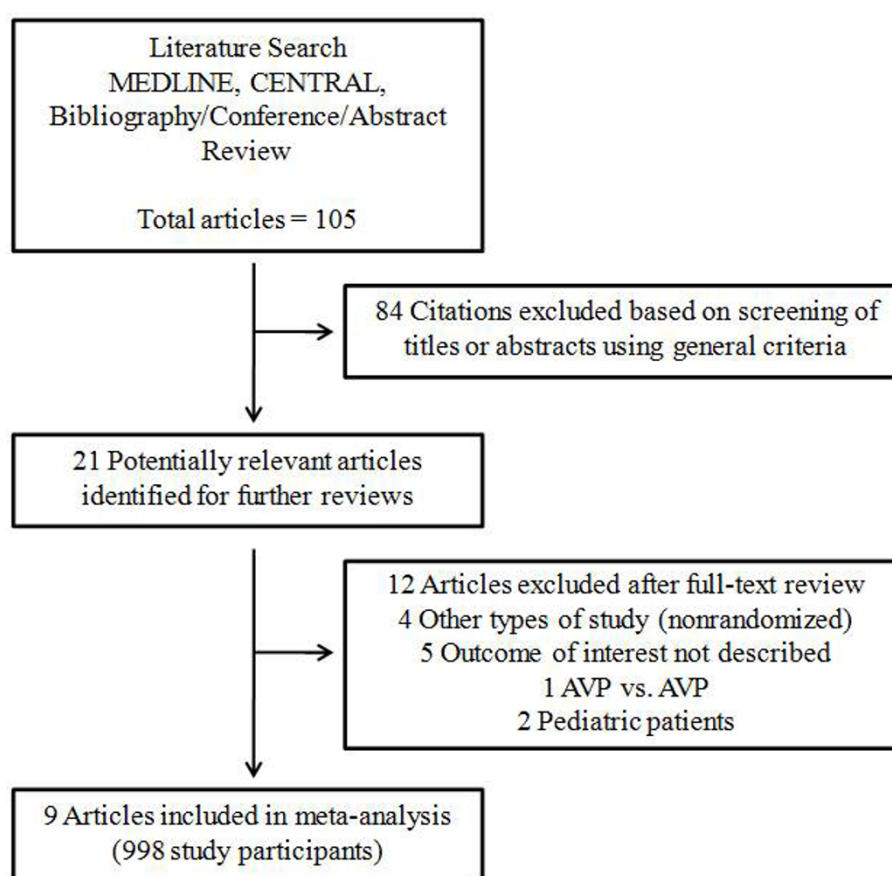 Literature Search
MEDLINE, CENTRAL,
Bibliography/Conference/Abstract
Review
Total articles = 105
84 Citations excluded based on screening of
titles or abstracts using general criteria
21 Potentially relevant articles
identified for further reviews
12 Articles excluded after full-text review
4 Other types of study (nonrandomized)
5 Outcome of interest not described
1 AVP vs. AVP
2 Pediatric patients
9 Articles included in meta-analysis
(998 study participants)